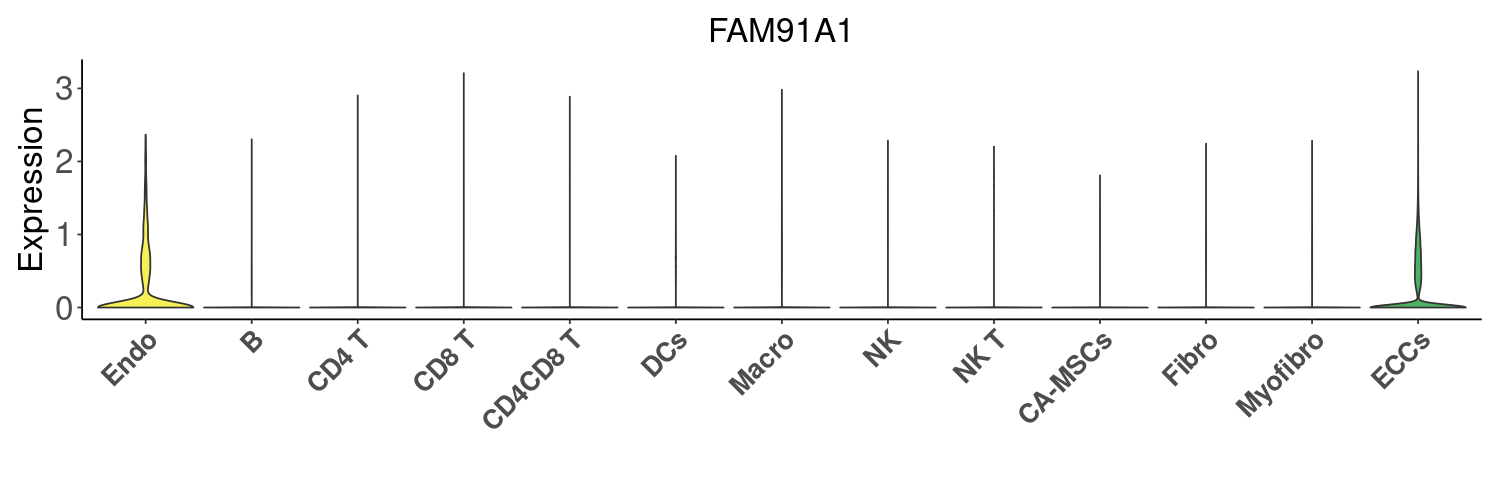 FAM91A1
Expression
3
2
1
0
Endo
B
CD4 T
CD8 T
CD4CD8 T
DCs
Macro
NK
NK T
CA-MSCs
Fibro
Myofibro
ECCs